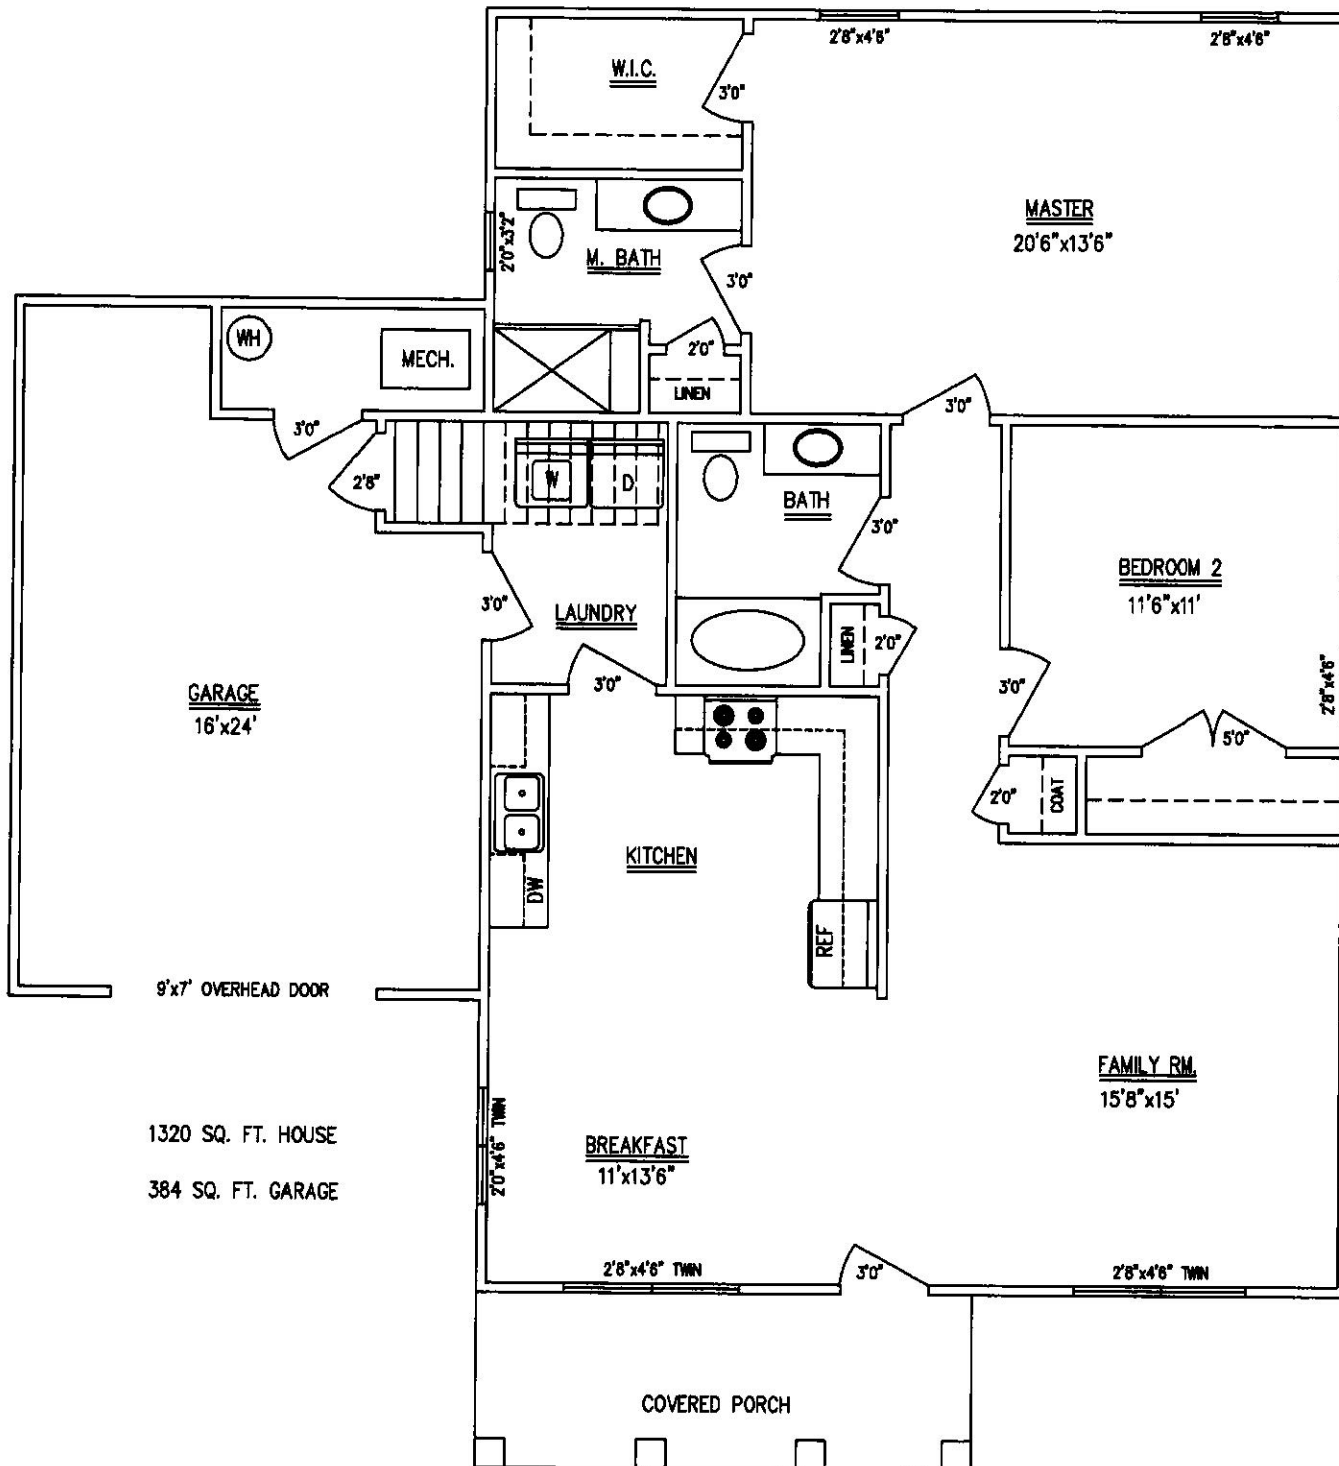 2'8"x4'6"
2'8"x4'6"
W.I.C.
3'0"
MASTER
20'6"x13'6"
2'0"x3'2"
M. BATH
3'0"
WH
MECH.
2'0"
LINEN
3'0"
3'0"
2'8"
W
D
BATH
3'0"
BEDROOM 2
11'6"x11'
3'0"
LAUNDRY
LINEN
2'0"
3'0"
3'0"
2'8"x4'6"
GARAGE
16'x24'
5'0"
2'0"
COAT
KITCHEN
DW
REF
9'x7' OVERHEAD DOOR
FAMILY RM.
15'8"x15'
1320 SQ. FT. HOUSE
2'0"x4'6" TWIN
BREAKFAST
11'x13'6"
384 SQ. FT. GARAGE
2'8"x4'6" TWIN
3'0"
2'8"x4'6" TWIN
COVERED PORCH